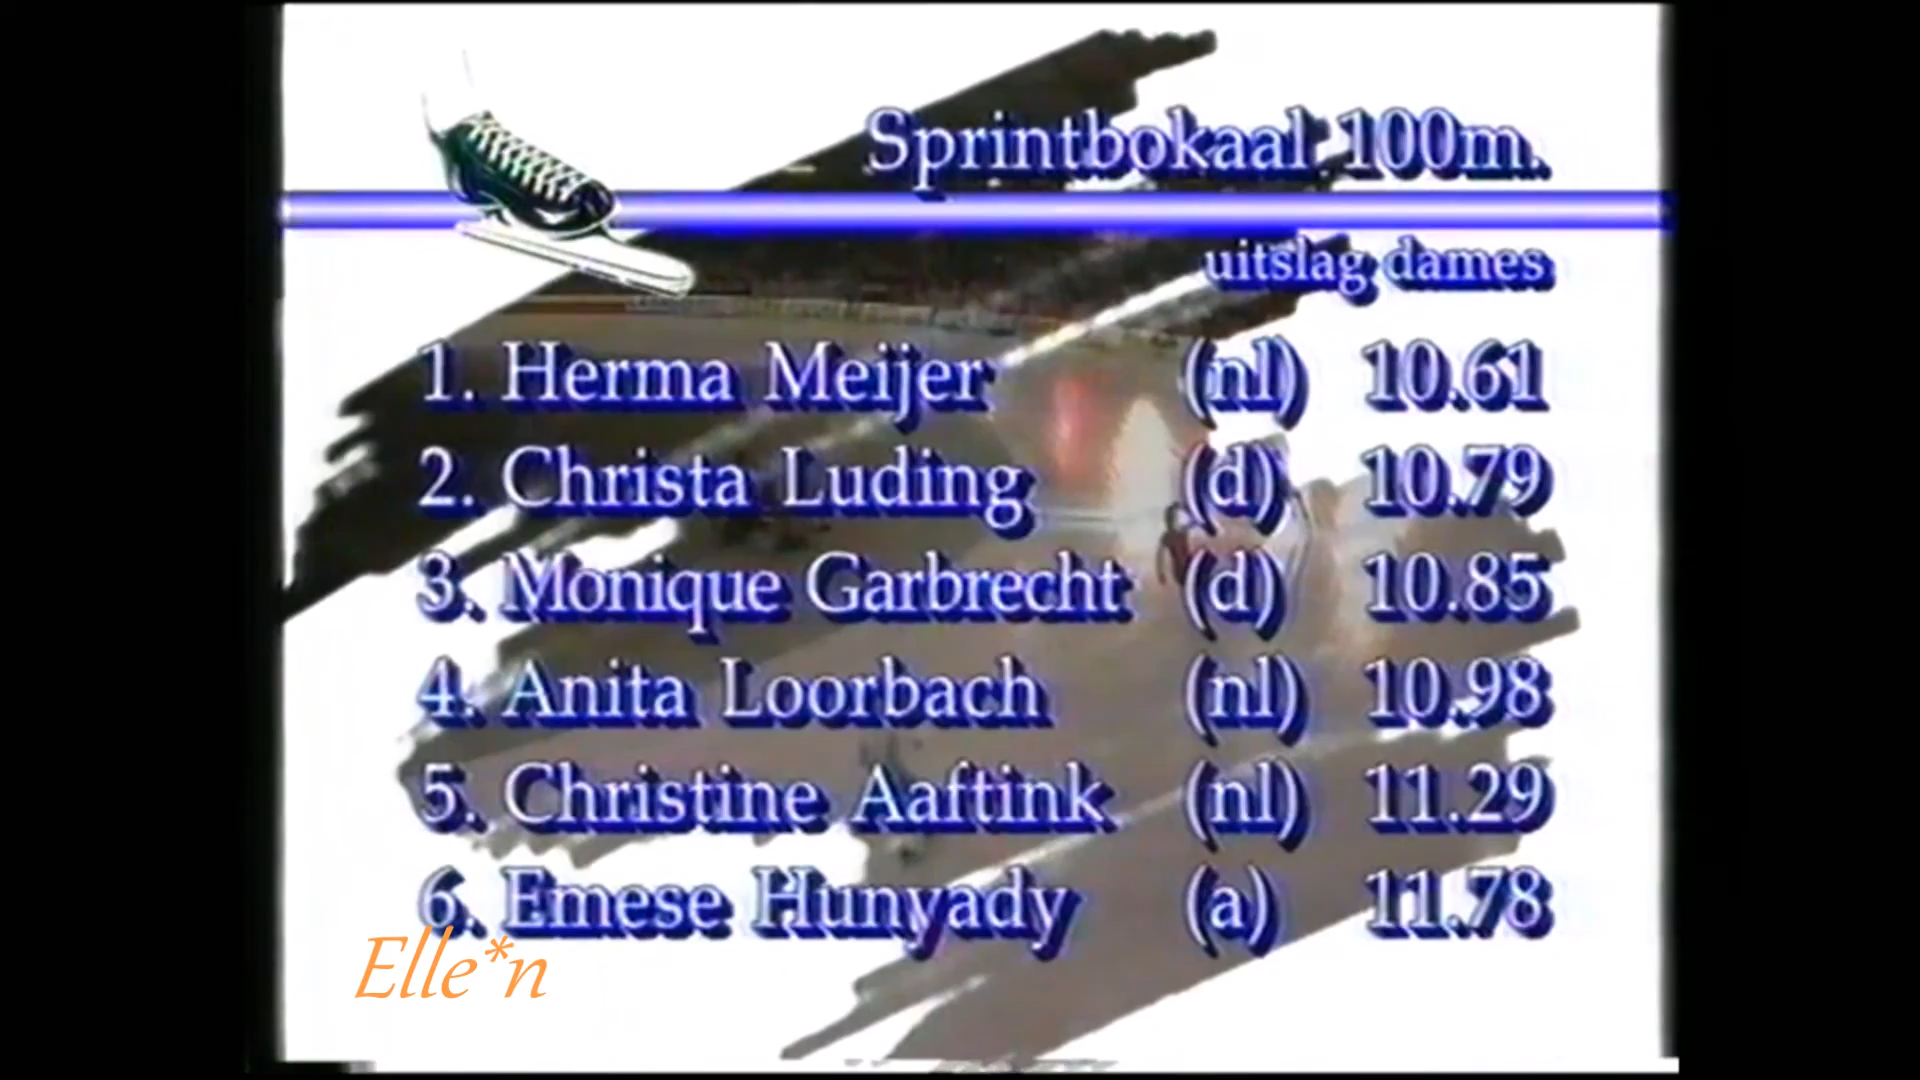 Sprintbokaal 100m.
uitslag dames
1. Herma Meijer (nl) 10.61
2. Christa Luding (d) 10.79
3. Monique Garbrecht (d) 10.85
4. Anita Loorbach (nl) 10.98
5. Christine Aaftink (nl) 11.29
6. Emese Hunyady (a) 11.78
Elle*n